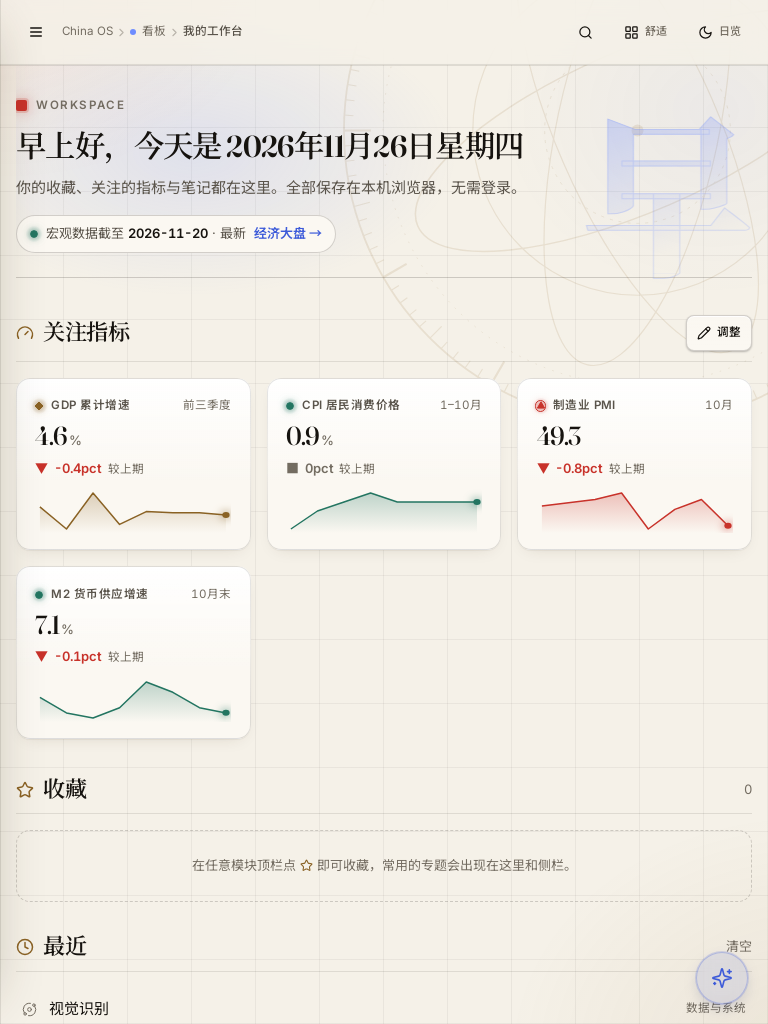 China OS › 看板 › 我的工作台
舒适
日览
WORKSPACE
早上好，今天是2026年11月26日星期四
你的收藏、关注的指标与笔记都在这里。全部保存在本机浏览器，无需登录。
宏观数据截至 2026-11-20 · 最新 经济大盘 →
关注指标
调整
GDP 累计增速 前三季度
4.6%
▼ -0.4pct 较上期
CPI 居民消费价格 1–10月
0.9%
■ 0pct 较上期
制造业 PMI 10月
49.3
▼ -0.8pct 较上期
M2 货币供应增速 10月末
7.1%
▼ -0.1pct 较上期
收藏 0
在任意模块顶栏点 ☆ 即可收藏，常用的专题会出现在这里和侧栏。
最近 清空
视觉识别 数据与系统